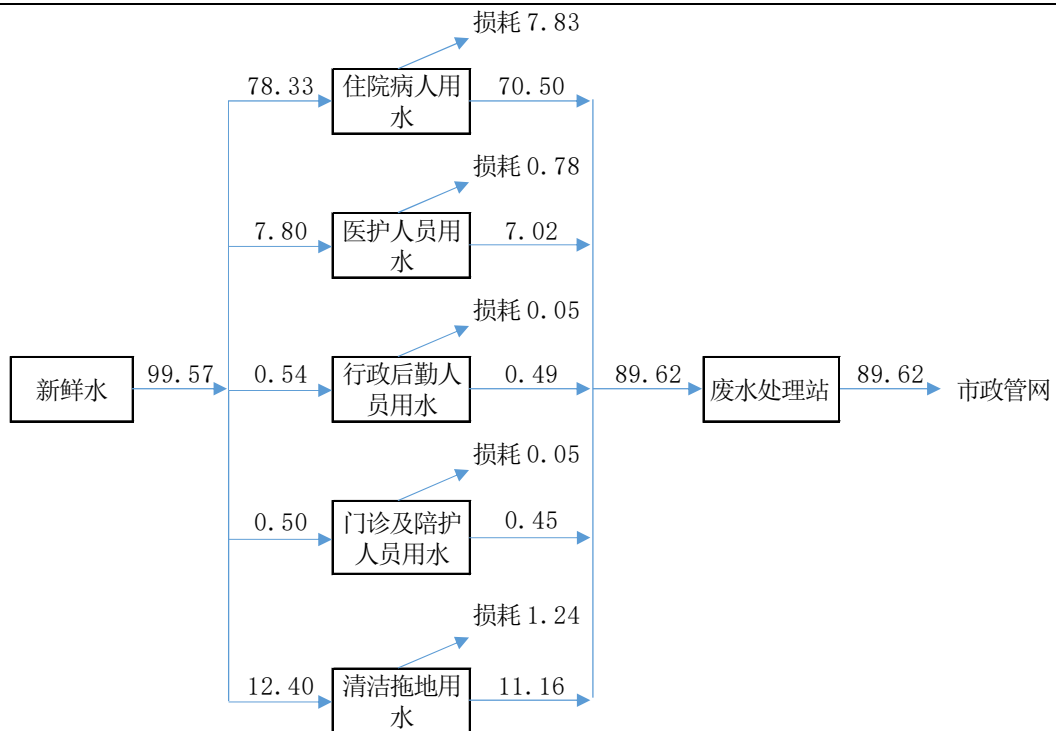 损耗 7.83
78.33
住院病人用
水
70.50
损耗 0.78
7.80
医护人员用
水
7.02
损耗 0.05
新鲜水
99.57
0.54
行政后勤人
员用水
0.49
89.62
废水处理站
89.62
市政管网
损耗 0.05
0.50
门诊及陪护
人员用水
0.45
损耗 1.24
12.40
清洁拖地用
水
11.16